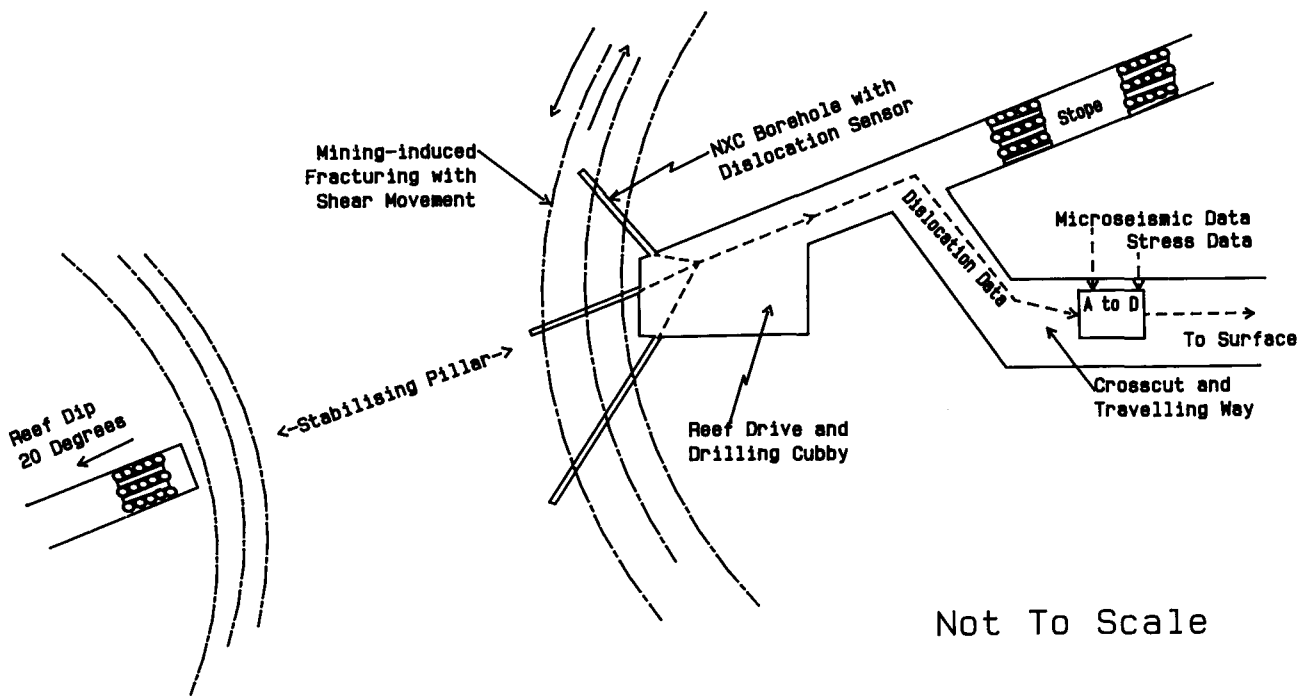 NXC Borehole with
Dislocation Sensor
Stope
Mining-induced
Fracturing with
Shear Movement
Dislocation Data
Microseismic Data
Stress Data
A to D
To Surface
<-Stabilising Pillar->
Crosscut and
Travelling Way
Reef Dip
20 Degrees
Reef Drive and
Drilling Cubby
Not To Scale